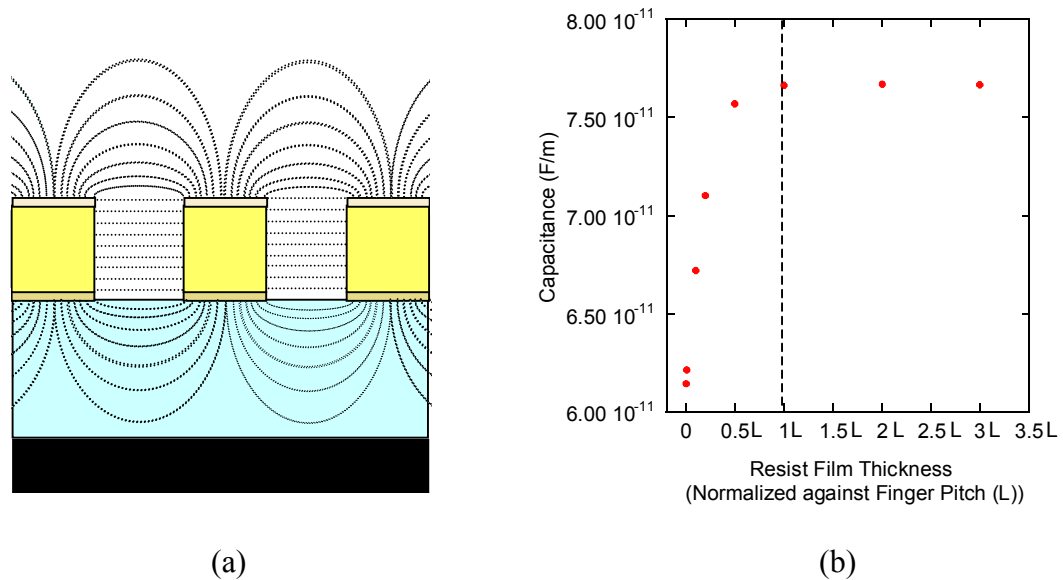 8.00 10-11
7.50 10-11
7.00 10-11
6.50 10-11
6.00 10-11
Capacitance (F/m)
0 0.5L 1L 1.5L 2L 2.5L 3L 3.5L
Resist Film Thickness
(Normalized against Finger Pitch (L))
(a)
(b)